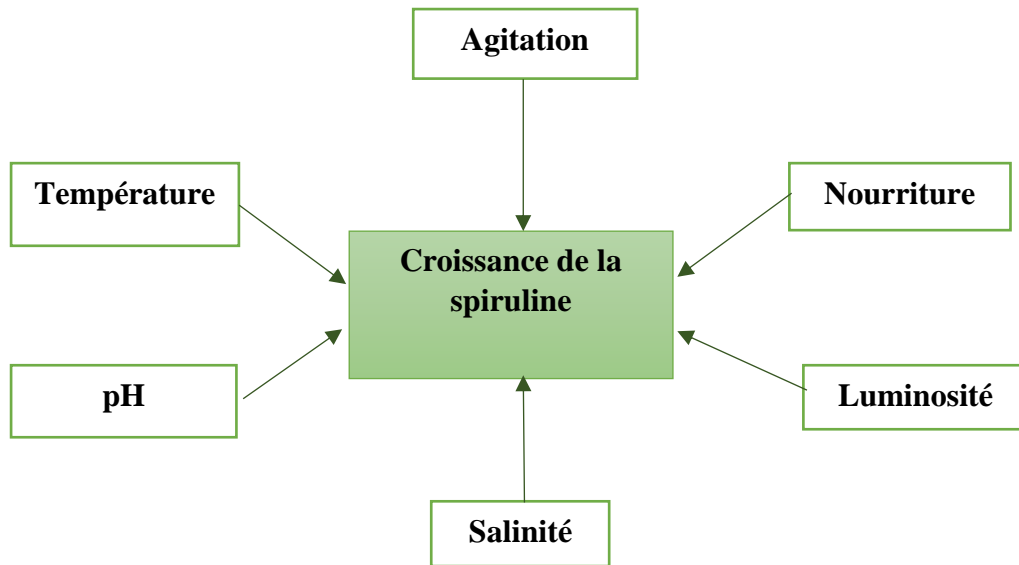 Agitation
Température
Nourriture
Croissance de la
spiruline
pH
Luminosité
Salinité